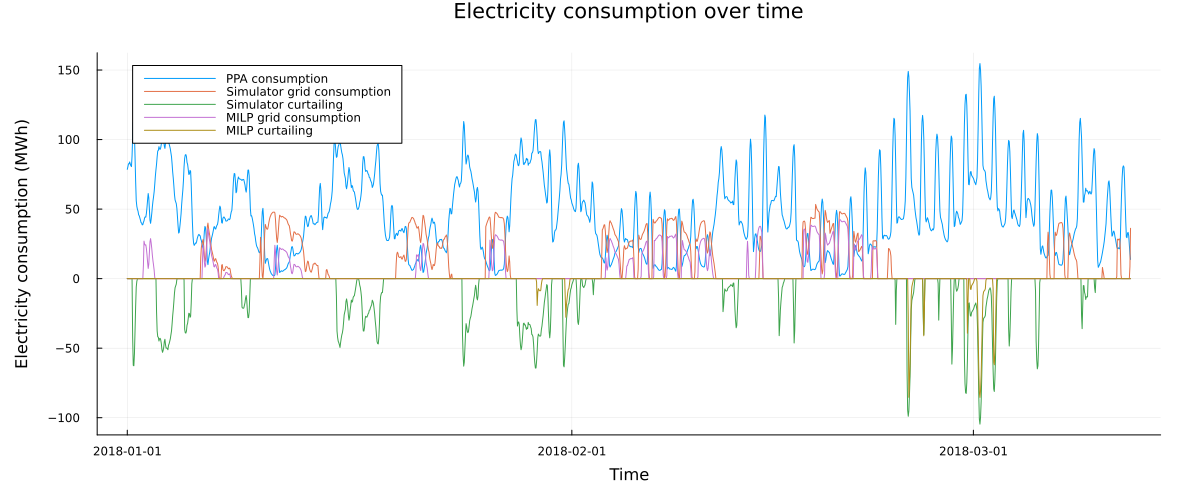 Electricity consumption over time
Electricity consumption (MWh)
150
100
50
0
−50
−100
PPA consumption
Simulator grid consumption
Simulator curtailing
MILP grid consumption
MILP curtailing
2018-01-01
2018-02-01
2018-03-01
Time